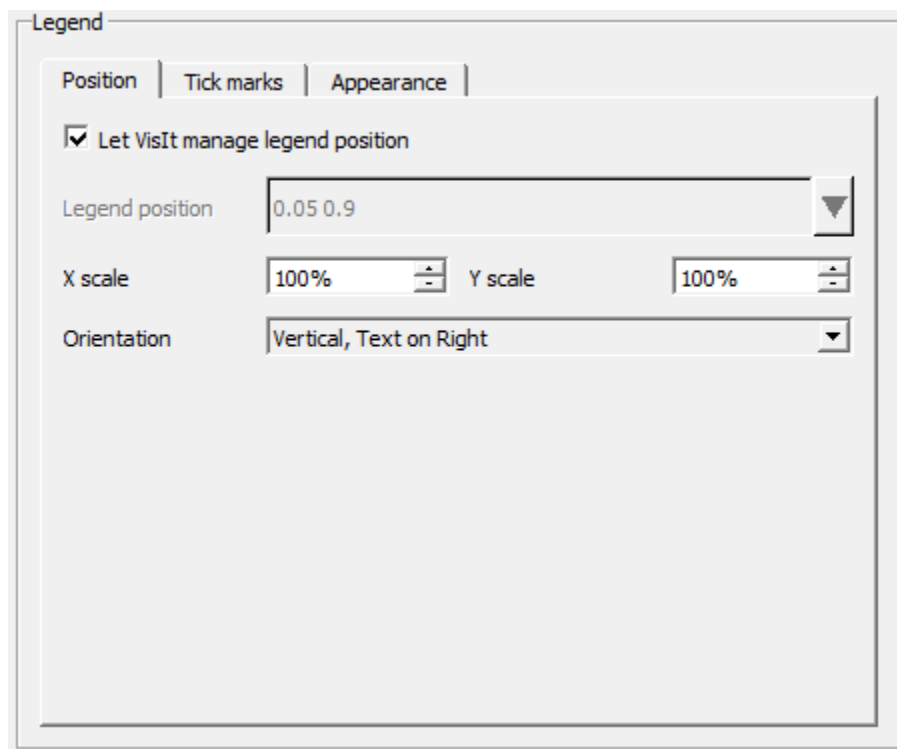 Legend
Position Tick marks Appearance
Let VisIt manage legend position
Legend position 0.05 0.9
X scale 100% Y scale 100%
Orientation Vertical, Text on Right